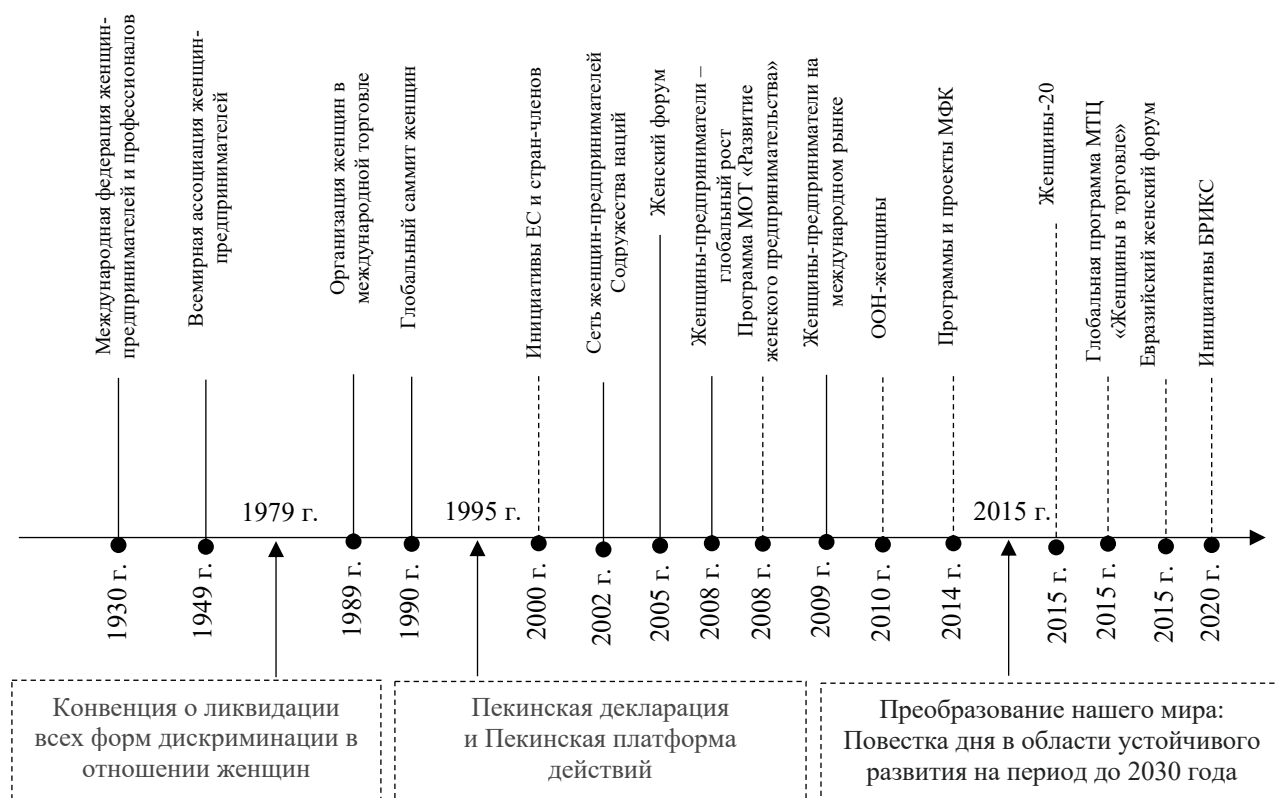 Международная федерация женщин-
предпринимателей и профессионалов
Всемирная ассоциация женщин-
предпринимателей
Организация женщин в
международной торговле
Глобальный саммит женщин
Инициативы ЕС и стран-членов
Сеть женщин-предпринимателей
Содружества наций
Женский форум
Женщины-предприниматели –
глобальный рост
Программа МОТ «Развитие
женского предпринимательства»
Женщины-предприниматели на
международном рынке
ООН-женщины
Программы и проекты МФК
Женщины-20
Глобальная программа МТЦ
«Женщины в торговле»
Евразийский женский форум
Инициативы БРИКС
1979 г.
1995 г.
2015 г.
1930 г.
1949 г.
1989 г.
1990 г.
2000 г.
2002 г.
2005 г.
2008 г.
2008 г.
2009 г.
2010 г.
2014 г.
2015 г.
2015 г.
2015 г.
2020 г.
Конвенция о ликвидации
всех форм дискриминации в
отношении женщин
Пекинская декларация
и Пекинская платформа
действий
Преобразование нашего мира:
Повестка дня в области устойчивого
развития на период до 2030 года